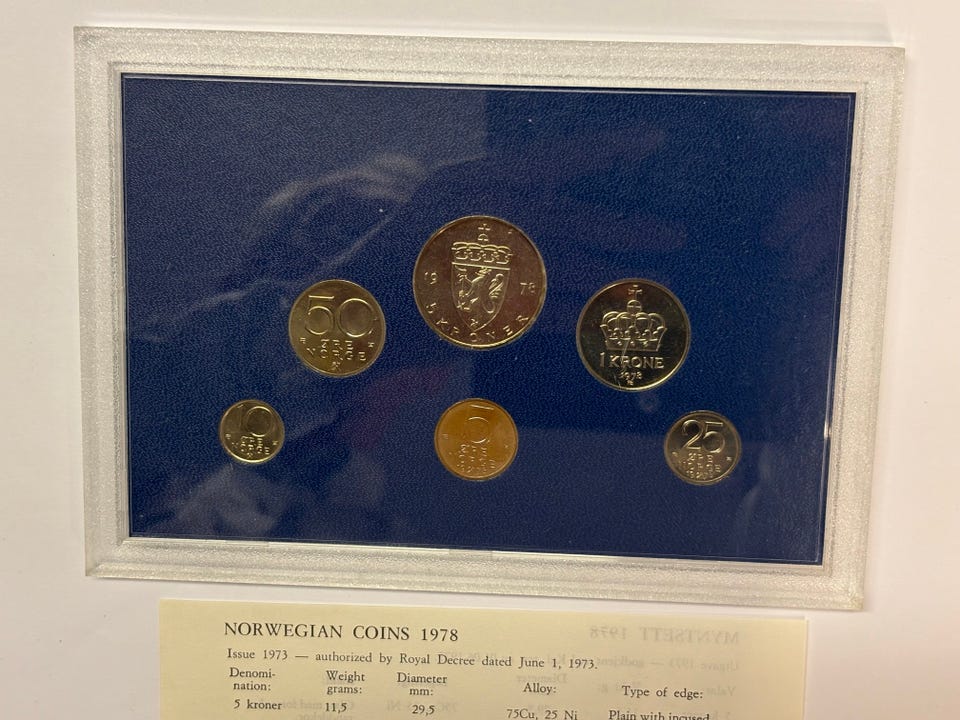 19 78
5 KRONER
50
ØRE
NORGE
1 KRONE
1978
10
ØRE
NORGE
5
ØRE
NORGE
25
ØRE
NORGE
NORWEGIAN COINS 1978
Issue 1973 — authorized by Royal Decree dated June 1, 1973.
Denomi- Weight Diameter Alloy: Type of edge:
nation: grams: mm:
5 kroner 11,5 29,5 75Cu, 25 Ni Plain with incused
MYNTSETT 1978